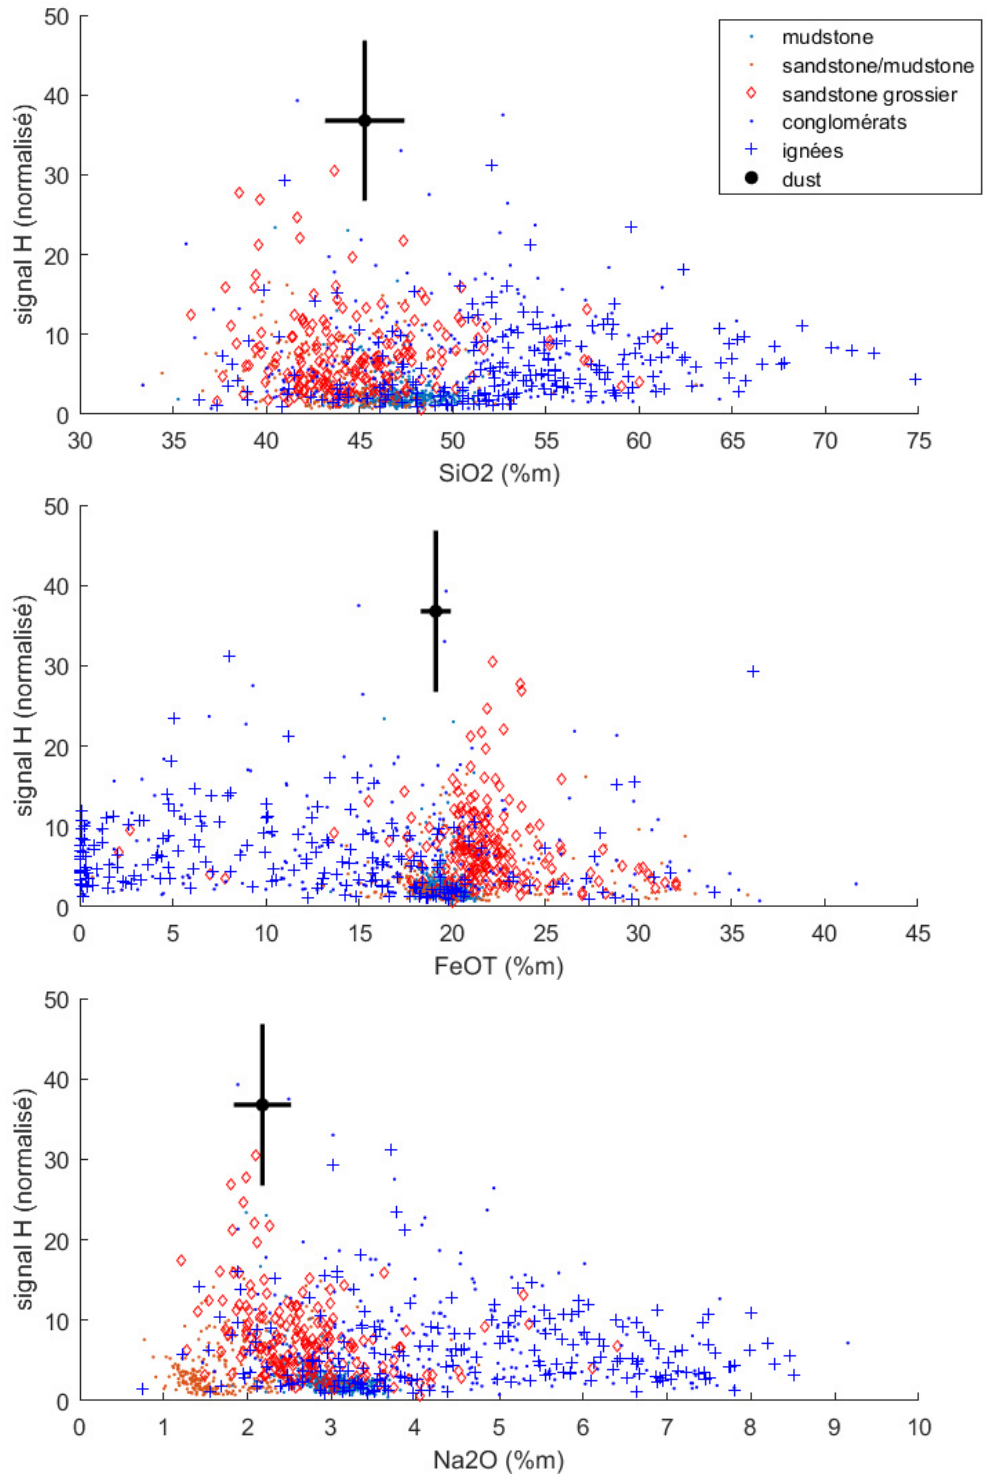 50
40
30
20
10
0
signal H (normalisé)
mudstone
sandstone/mudstone
sandstone grossier
conglomérats
ignées
dust
30 35 40 45 50 55 60 65 70 75
SiO2 (%m)
50
40
30
20
10
0
signal H (normalisé)
0 5 10 15 20 25 30 35 40 45
FeOT (%m)
50
40
30
20
10
0
signal H (normalisé)
0 1 2 3 4 5 6 7 8 9 10
Na2O (%m)